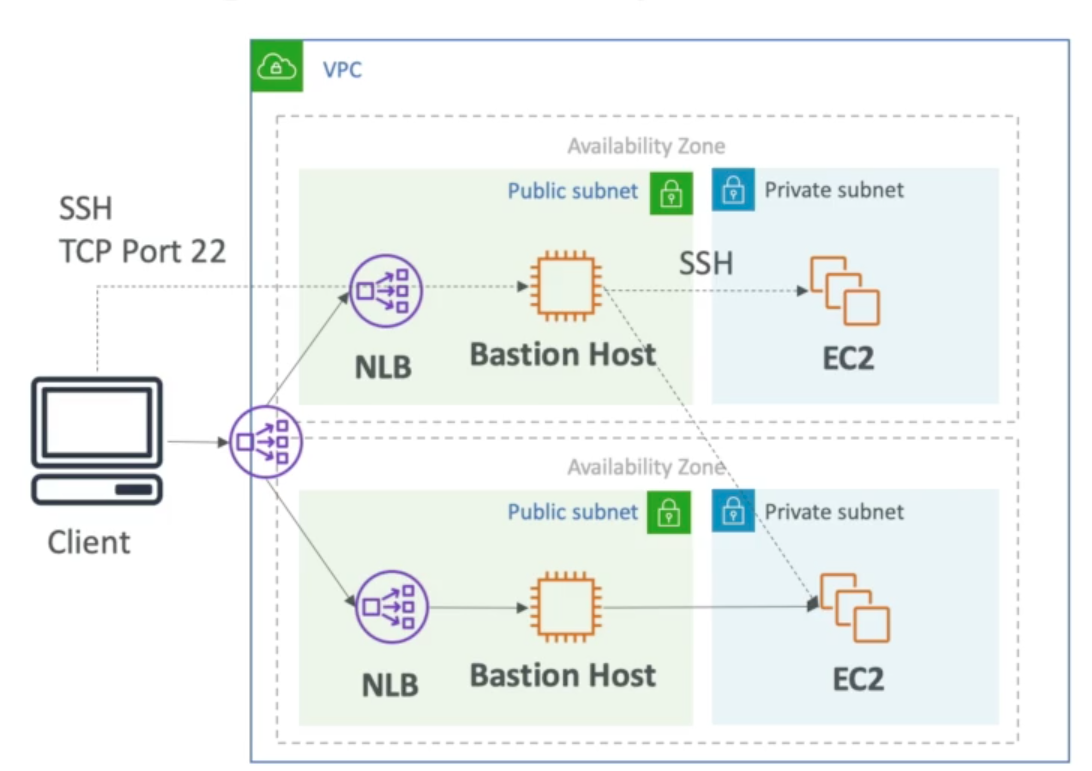 VPC
Availability Zone
Public subnet
Private subnet
SSH
TCP Port 22
SSH
NLB
Bastion Host
EC2
Client
Availability Zone
Public subnet
Private subnet
NLB
Bastion Host
EC2